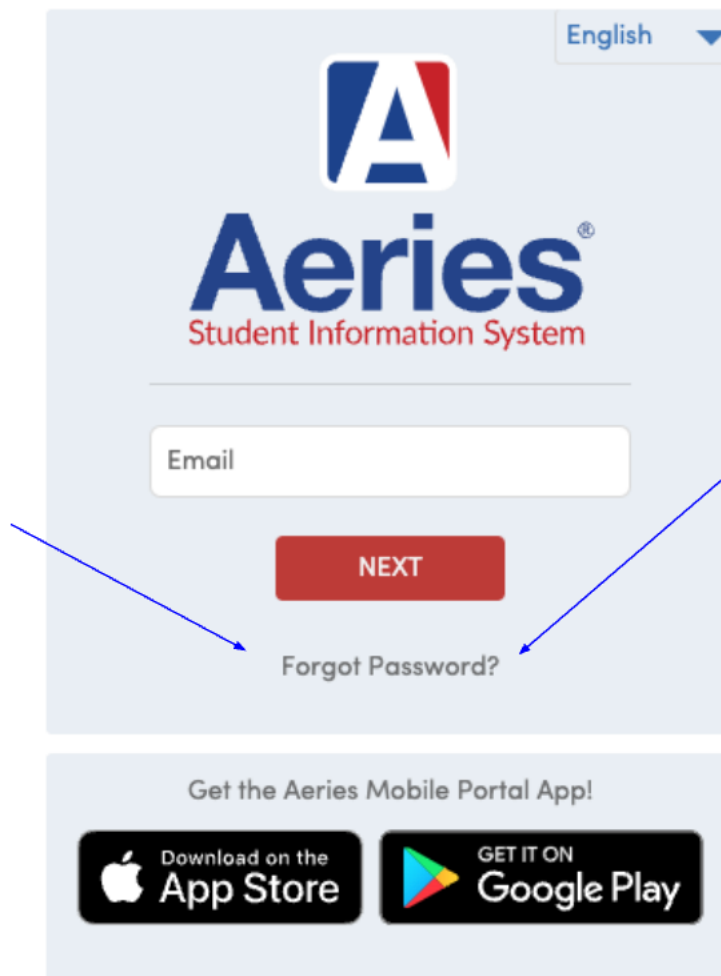 English
A
Aeries®
Student Information System
Email
NEXT
Forgot Password?
Get the Aeries Mobile Portal App!
Download on the
App Store
GET IT ON
Google Play